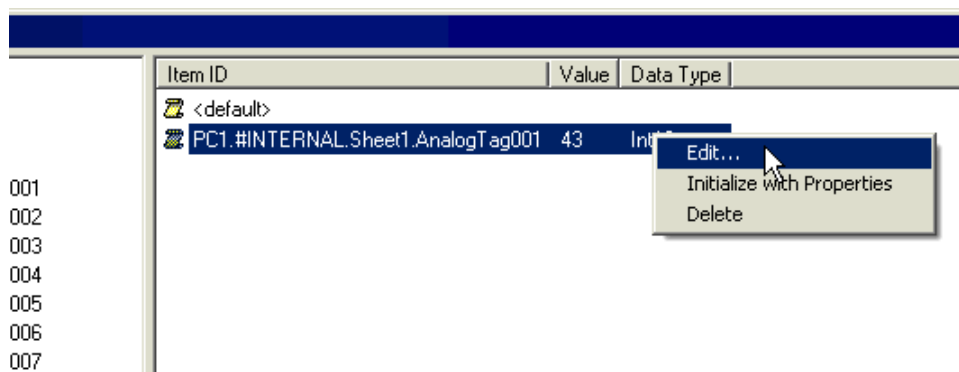 Item ID Value Data Type
<default>
PC1.#INTERNAL.Sheet1.AnalogTag001 43
Edit...
Initialize with Properties
Delete
001
002
003
004
005
006
007